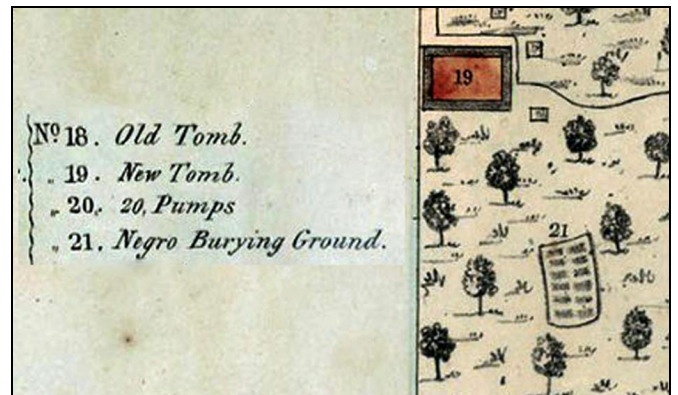 Nº 18. Old Tomb.
„ 19. New Tomb.
„ 20. 20, Pumps
„ 21. Negro Burying Ground.
19
21